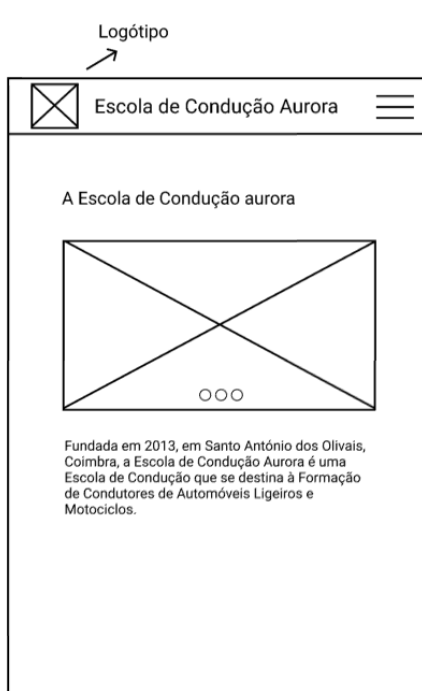 Logótipo
Escola de Condução Aurora
A Escola de Condução aurora
Fundada em 2013, em Santo António dos Olivais,
Coimbra, a Escola de Condução Aurora é uma
Escola de Condução que se destina à Formação
de Condutores de Automóveis Ligeiros e
Motociclos.